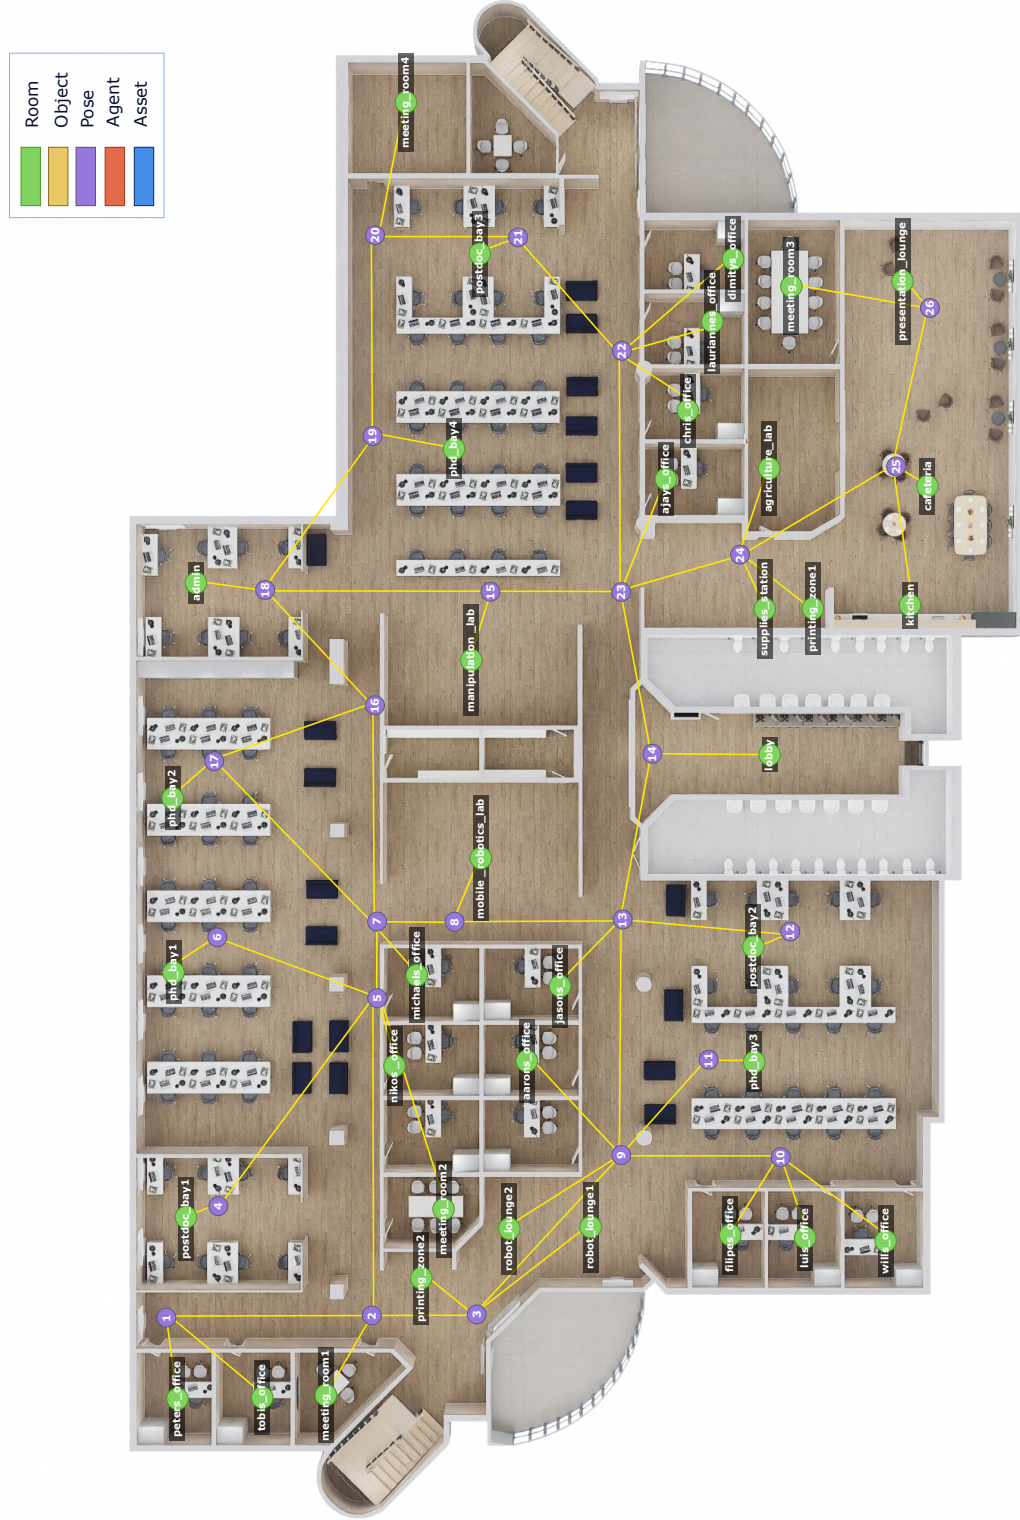 Room
Object
Pose
Agent
Asset
meeting_room4
20
21
postdoc_bay3
dimitys_office
meeting_room3
presentation_lounge
26
lauriannes_office
22
chris_office
19
phd_bay4
ajays_office
agriculture_lab
25
cafeteria
24
admin
18
15
23
supplies_station
printing_zone1
kitchen
manipulation_lab
16
17
phd_bay2
14
lobby
mobile_robotics_lab
7
8
13
6
phd_bay1
michaels_office
jasons_office
postdoc_bay2
12
5
nikos_office
aarons_office
11
phd_bay3
9
10
4
postdoc_bay1
meeting_room2
robot_lounge2
robot_lounge1
filipes_office
luis_office
wills_office
printing_zone2
1
2
3
peters_office
tobis_office
meeting_room1